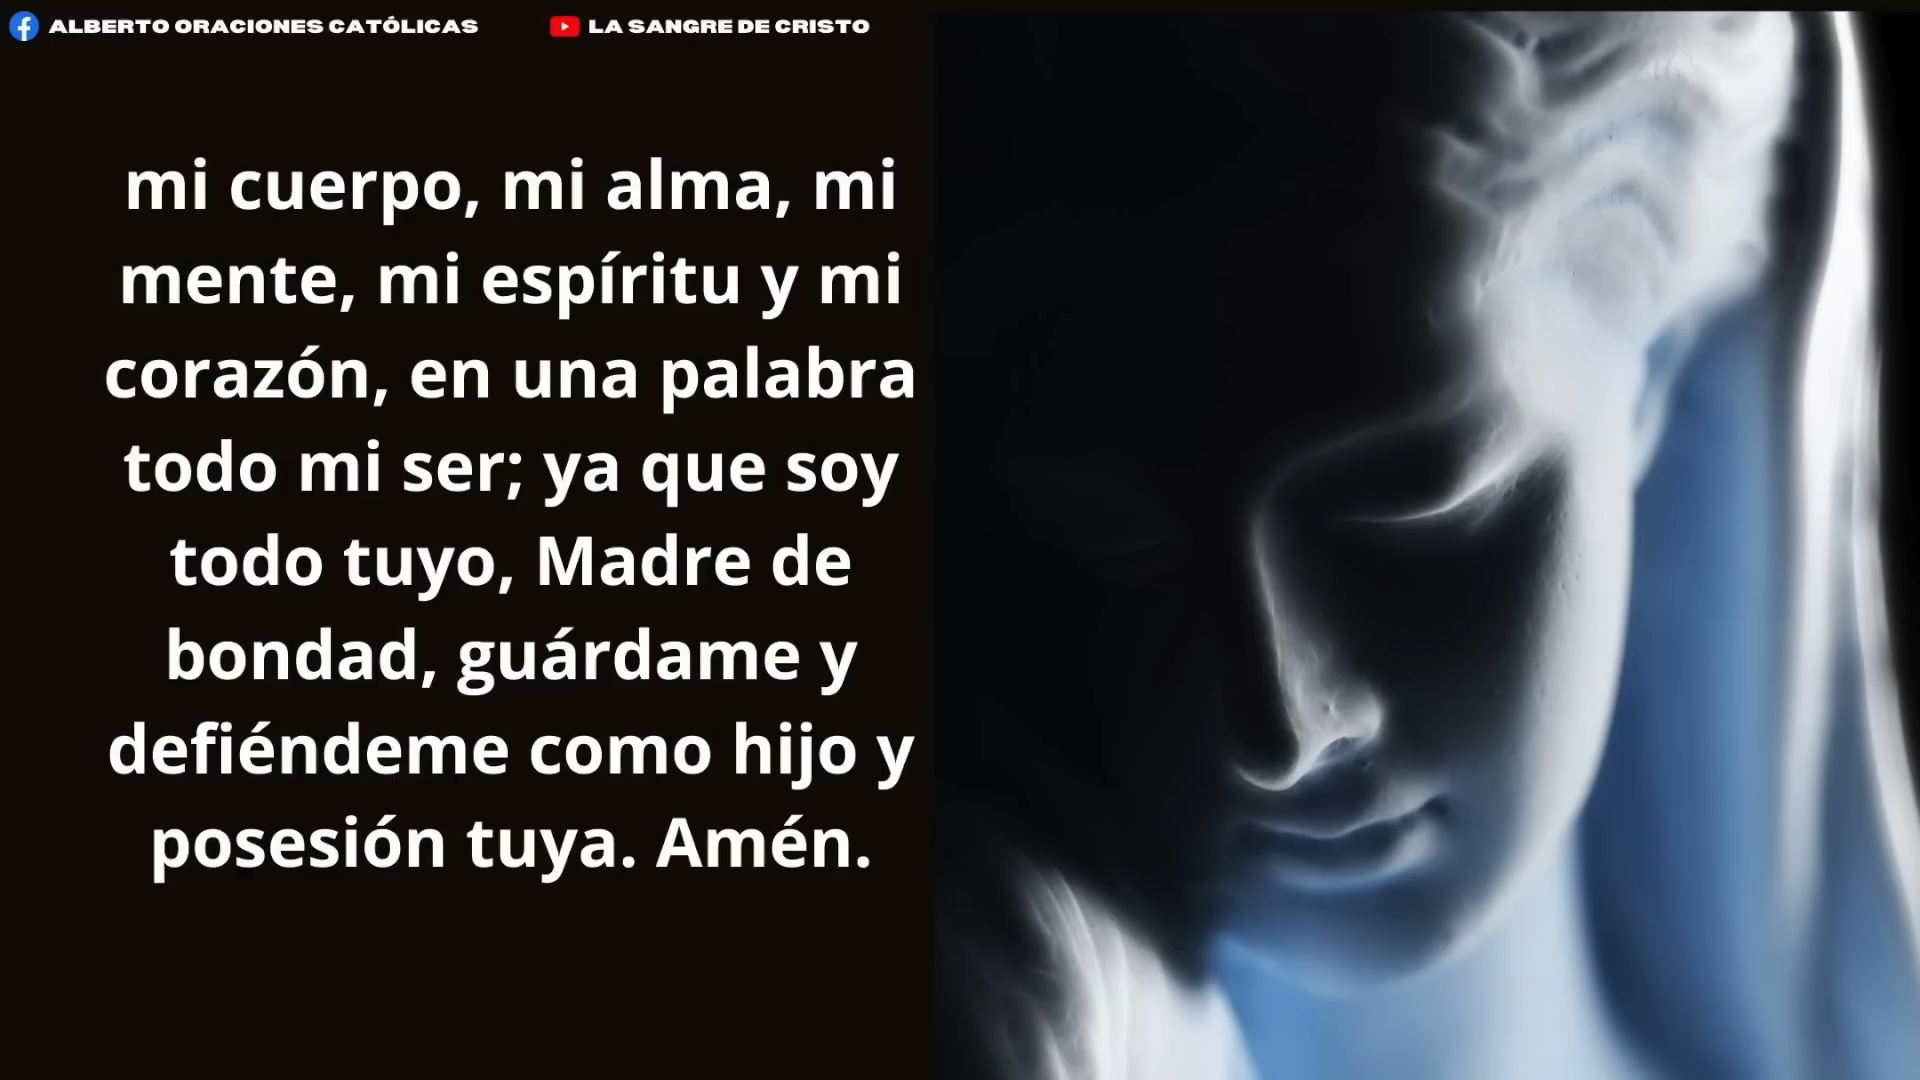 ALBERTO ORACIONES CATÓLICAS
LA SANGRE DE CRISTO
mi cuerpo, mi alma, mi
mente, mi espíritu y mi
corazón, en una palabra
todo mi ser; ya que soy
todo tuyo, Madre de
bondad, guárdame y
defiéndeme como hijo y
posesión tuya. Amén.